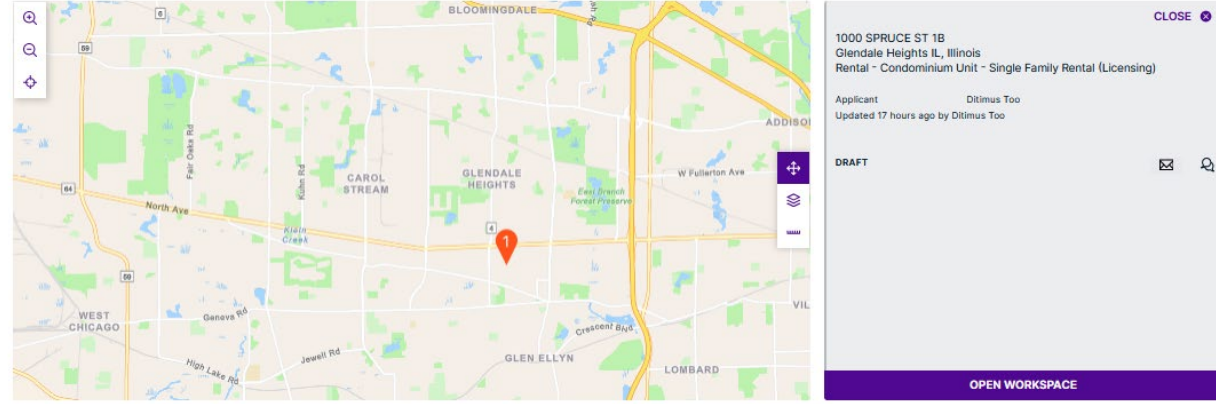 BLOOMINGDALE
6
59
Fair Oaks Rd
Kuhn Rd
ADDISO
CAROL
STREAM
GLENDALE
HEIGHTS
W Fullerton Ave
East Branch
Forest Preserve
64
North Ave
Klein
Creek
4
1
59
WEST
CHICAGO
Geneva Rd
VIL
Crescent Blvd
High Lake Rd
Jewell Rd
GLEN ELLYN
LOMBARD
CLOSE
1000 SPRUCE ST 1B
Glendale Heights IL, Illinois
Rental - Condominium Unit - Single Family Rental (Licensing)
Applicant Ditimus Too
Updated 17 hours ago by Ditimus Too
DRAFT
OPEN WORKSPACE